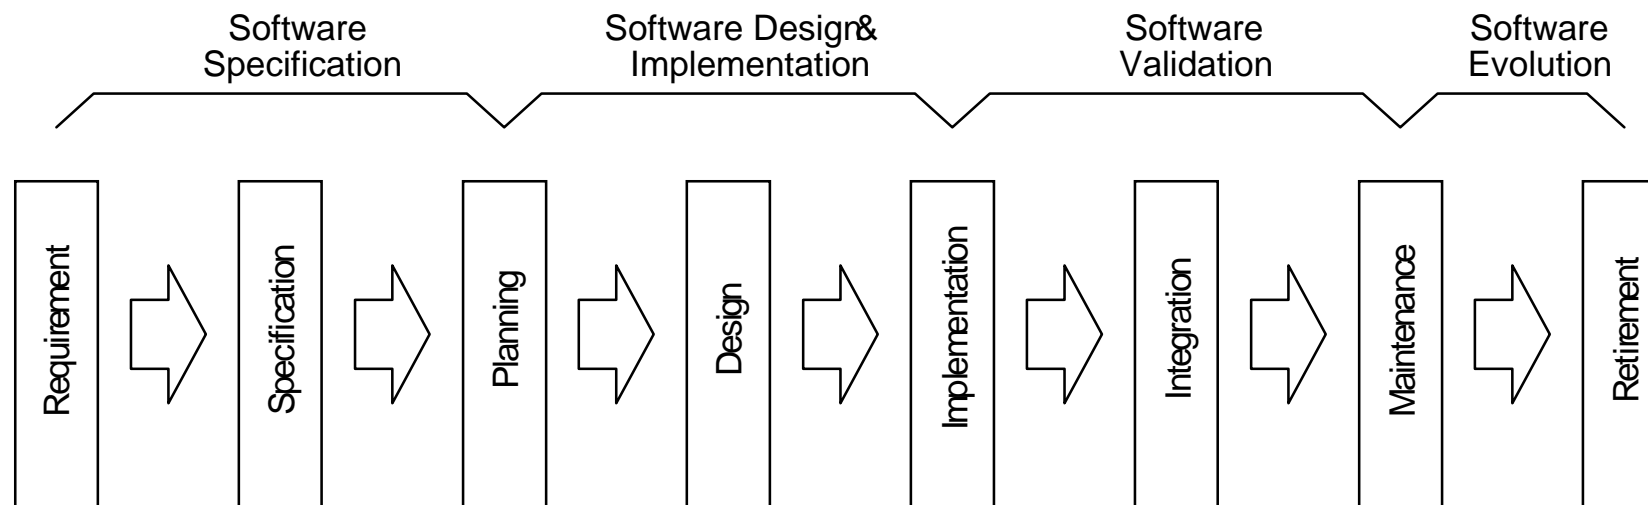 Software
Specification
Software Design&
Implementation
Software
Validation
Software
Evolution
Requirement
Specification
Planning
Design
Implementation
Integration
Maintenance
Retirement